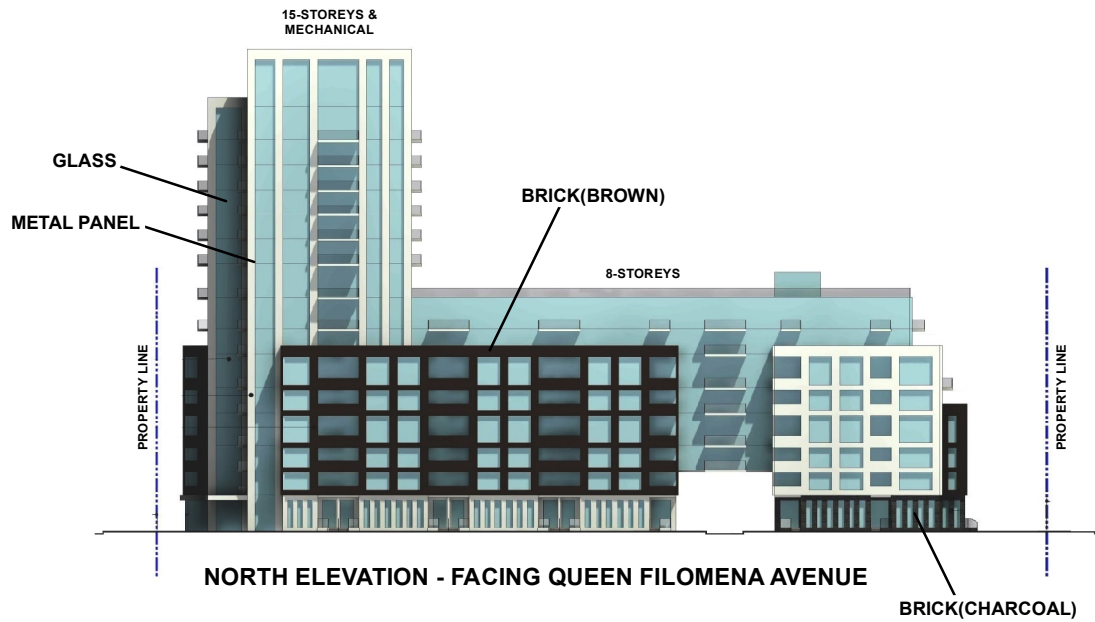 15-STOREYS &
MECHANICAL
GLASS
METAL PANEL
BRICK(BROWN)
8-STOREYS
PROPERTY LINE
PROPERTY LINE
NORTH ELEVATION - FACING QUEEN FILOMENA AVENUE
BRICK(CHARCOAL)